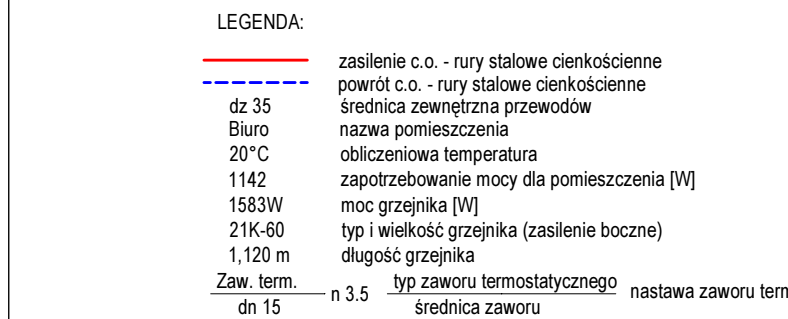 LEGENDA:
zasilenie c.o. - rury stalowe cienkościenne
powrót c.o. - rury stalowe cienkościenne
dz 35 średnica zewnętrzna przewodów
Biuro nazwa pomieszczenia
20°C obliczeniowa temperatura
1142 zapotrzebowanie mocy dla pomieszczenia [W]
1583W moc grzejnika [W]
21K-60 typ i wielkość grzejnika (zasilenie boczne)
1,120 m długość grzejnika
Zaw. term. typ zaworu termostatycznego
n 3.5 nastawa zaworu
dn 15 średnica zaworu